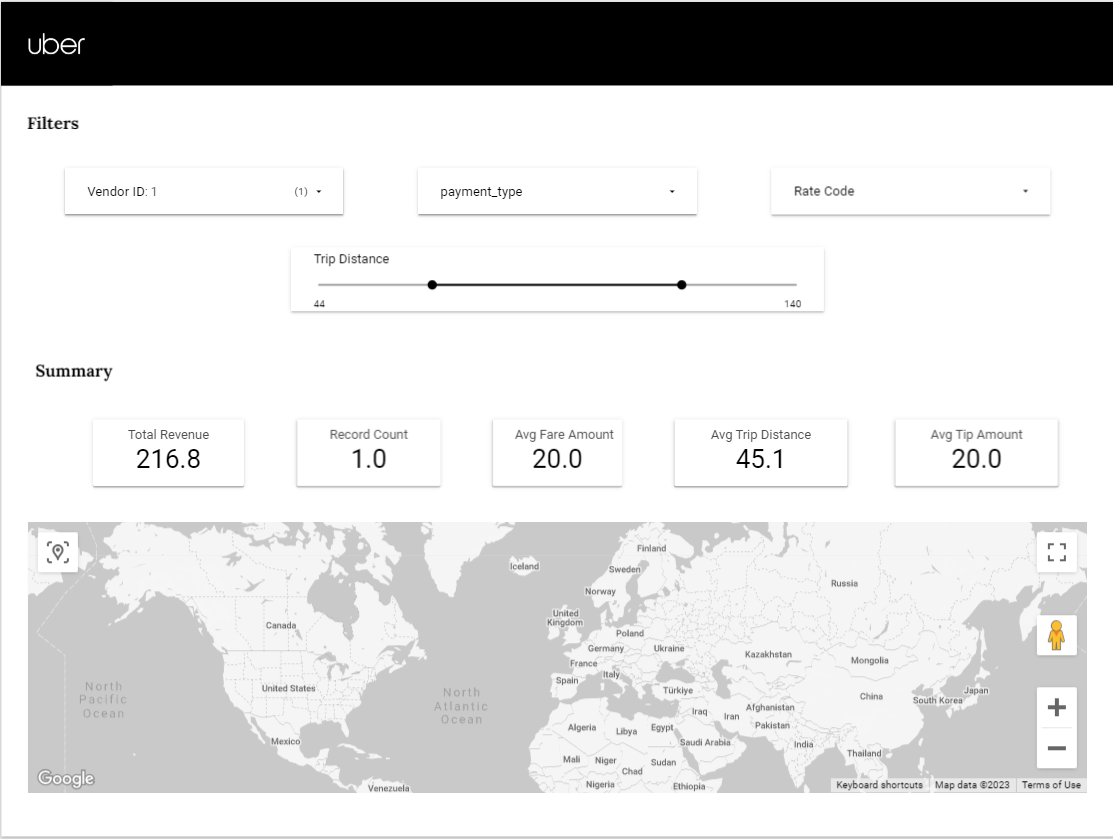 uber
Filters
Vendor ID: 1 (1)
payment_type
Rate Code
Trip Distance
44 140
Summary
Total Revenue
216.8
Record Count
1.0
Avg Fare Amount
20.0
Avg Trip Distance
45.1
Avg Tip Amount
20.0
Finland
Iceland
Sweden
Russia
Norway
United
Kingdom
Canada
Poland
Germany
Ukraine
Kazakhstan
France
Mongolia
Italy
Spain
North
Pacific
Ocean
United States
North
Atlantic
Ocean
Türkiye
China
Japan
South Korea
Iraq
Iran
Afghanistan
Pakistan
Algeria
Libya
Egypt
Mexico
Saudi Arabia
India
Thailand
Mali
Niger
Chad
Sudan
Google
Venezuela
Nigeria
Ethiopia
Keyboard shortcuts Map data ©2023 Terms of Use